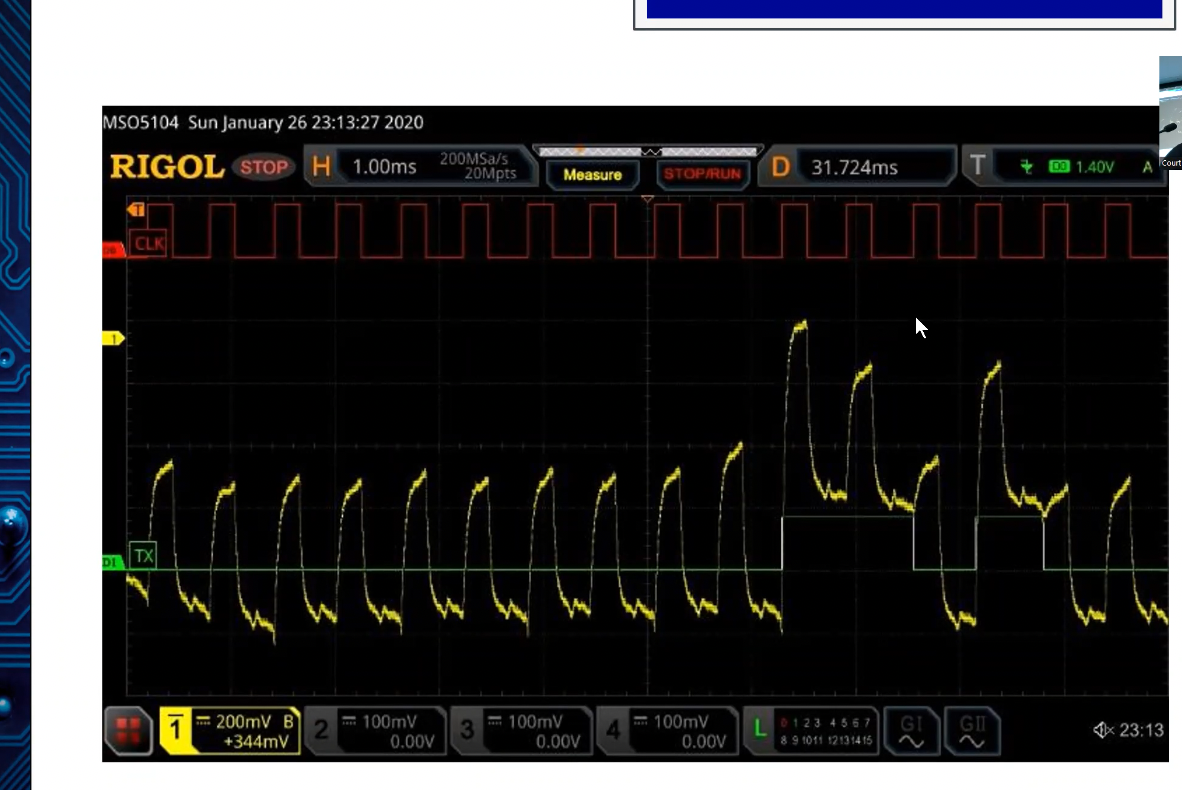 MSO5104 Sun January 26 23:13:27 2020
RIGOL STOP H 1.00ms 200MSa/s 20Mpts Measure STOP/RUN D 31.724ms T D0 1.40V A
Court
T
CLK
1
D1 TX
1 200mV B +344mV
2 100mV 0.00V
3 100mV 0.00V
4 100mV 0.00V
L 0 1 2 3 4 5 6 7
8 9 10 11 12 13 14 15
GI
GII
23:13